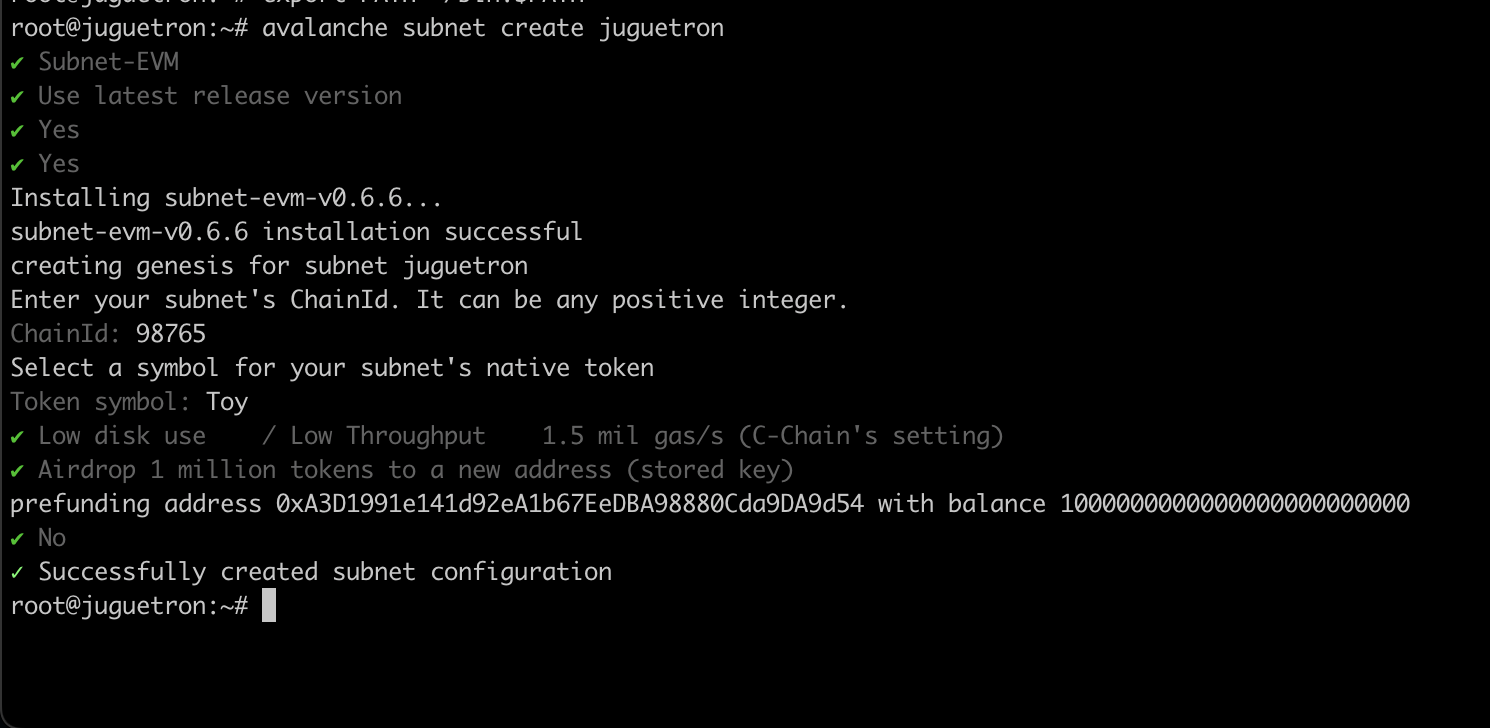 root@juguetron:~# avalanche subnet create juguetron
✔ Subnet-EVM
✔ Use latest release version
✔ Yes
✔ Yes
Installing subnet-evm-v0.6.6...
subnet-evm-v0.6.6 installation successful
creating genesis for subnet juguetron
Enter your subnet's ChainId. It can be any positive integer.
ChainId: 98765
Select a symbol for your subnet's native token
Token symbol: Toy
✔ Low disk use    / Low Throughput    1.5 mil gas/s (C-Chain's setting)
✔ Airdrop 1 million tokens to a new address (stored key)
prefunding address 0xA3D1991e141d92eA1b67EeDBA98880Cda9DA9d54 with balance 1000000000000000000000000
✔ No
✓ Successfully created subnet configuration
root@juguetron:~#